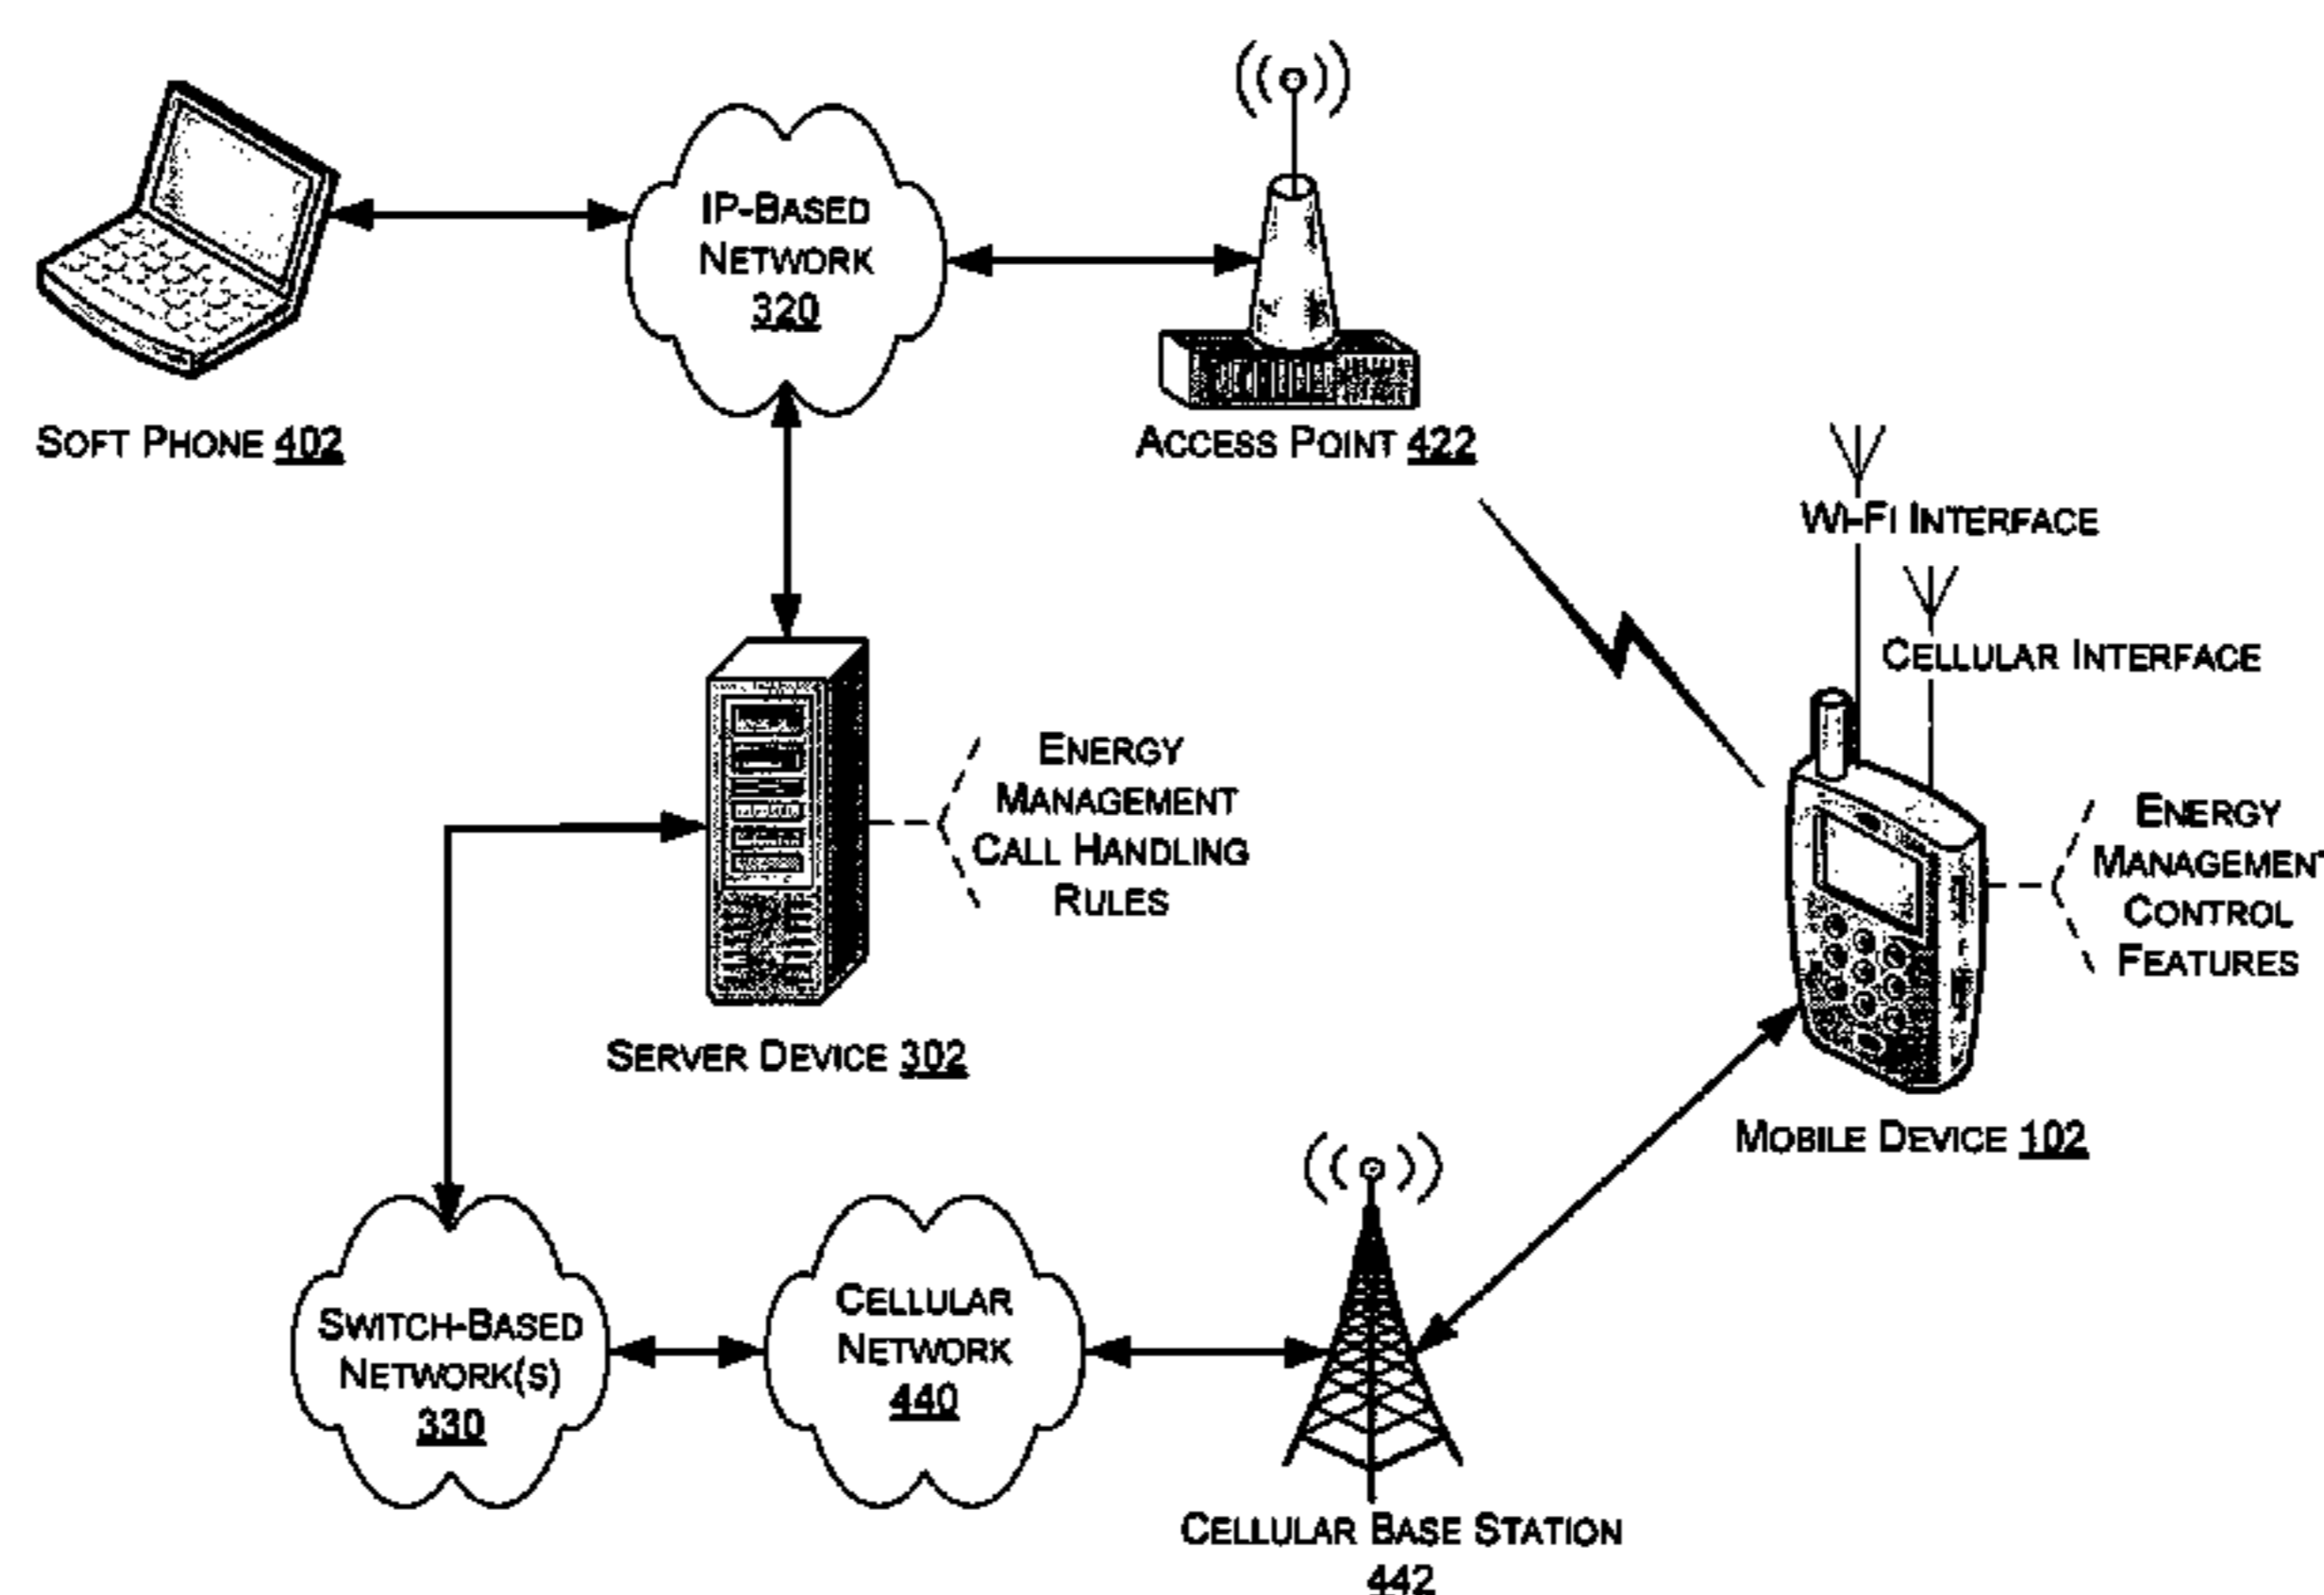 IP-BASED
NETWORK
320
SOFT PHONE 402
ACCESS POINT 422
WI-FI INTERFACE
CELLULAR INTERFACE
ENERGY
MANAGEMENT
CALL HANDLING
RULES
ENERGY
MANAGEMENT
CONTROL
FEATURES
SERVER DEVICE 302
MOBILE DEVICE 102
SWITCH-BASED
NETWORK(S)
330
CELLULAR
NETWORK
440
CELLULAR BASE STATION
442